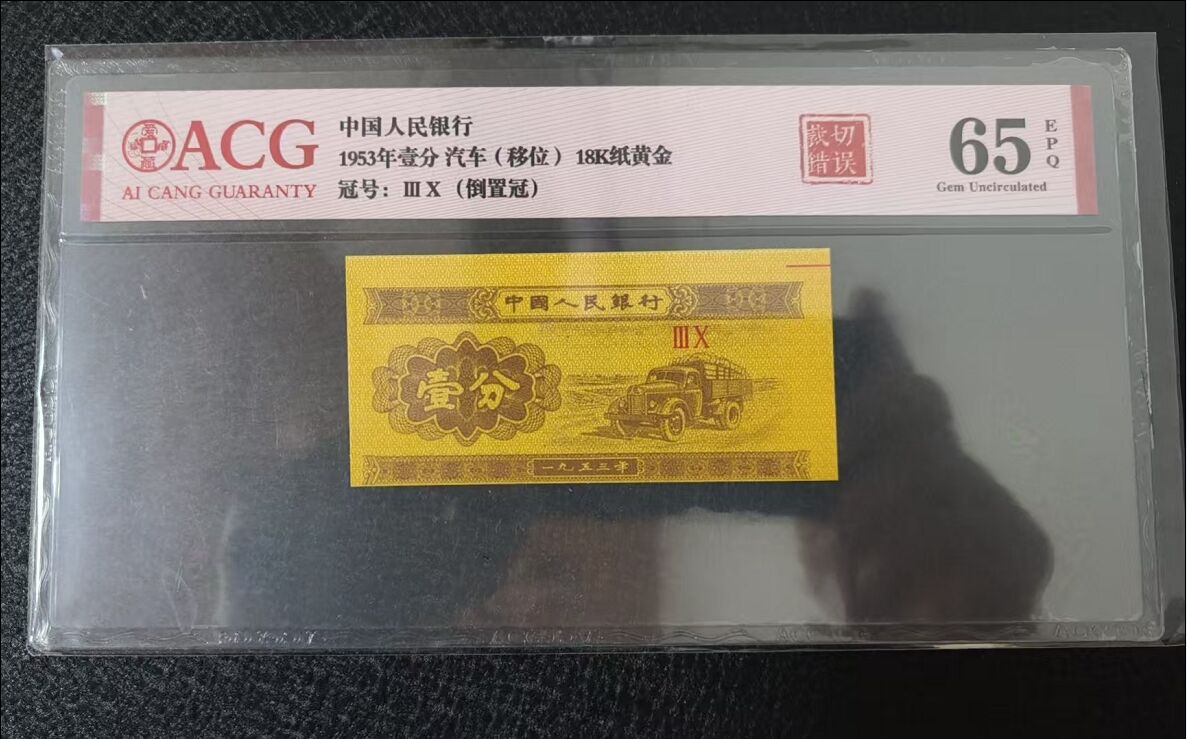 ACG
AI CANG GUARANTY
中国人民银行
1953年壹分 汽车（移位） 18K纸黄金
冠号：ⅢⅩ（倒置冠）
裁切
错误
65
EPQ
Gem Uncirculated
中國人民銀行
ⅢⅩ
壹分
一九五三年